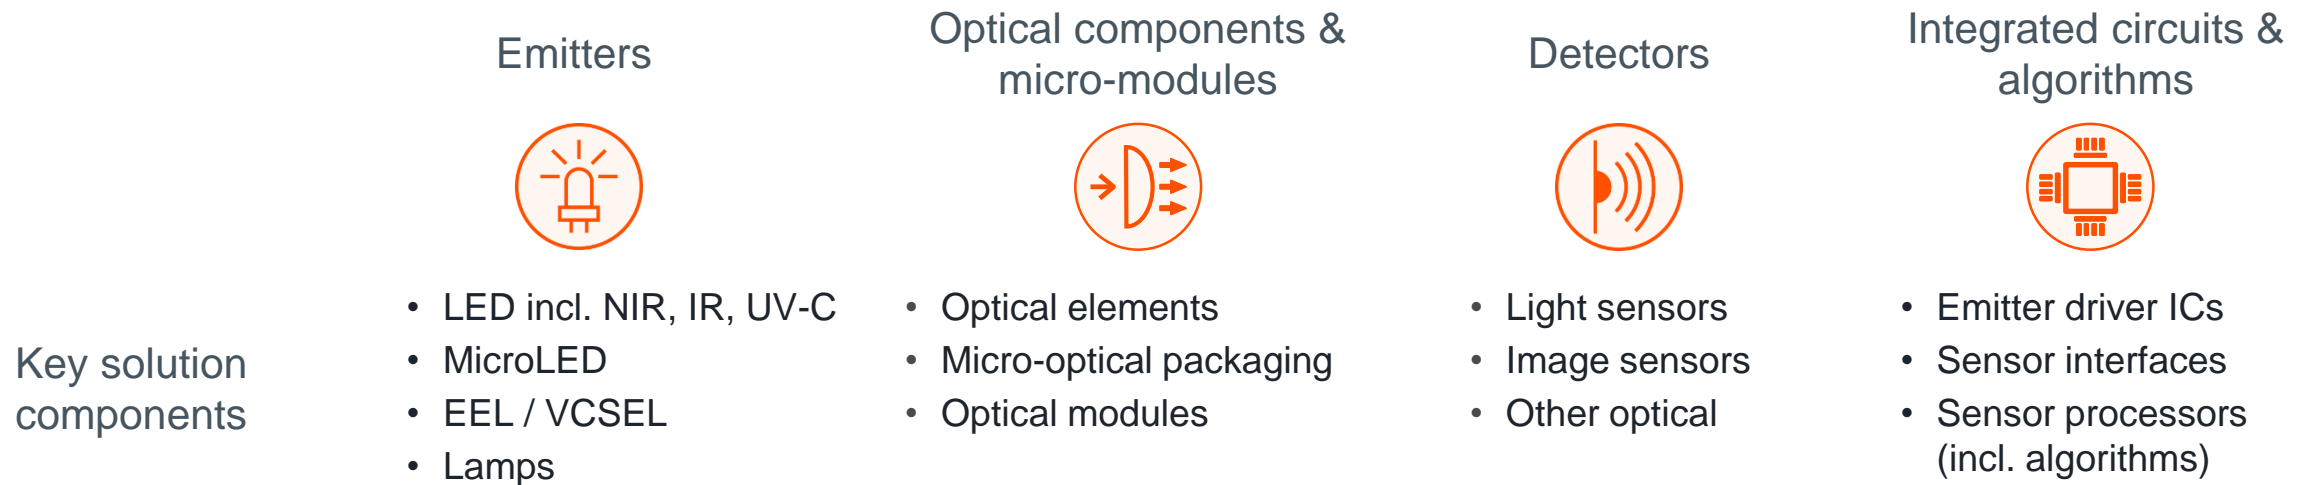 Emitters
Optical components &
micro-modules
Detectors
Integrated circuits &
algorithms
Key solution
components
• LED incl. NIR, IR, UV-C
• MicroLED
• EEL / VCSEL
• Lamps
• Optical elements
• Micro-optical packaging
• Optical modules
• Light sensors
• Image sensors
• Other optical
• Emitter driver ICs
• Sensor interfaces
• Sensor processors
(incl. algorithms)